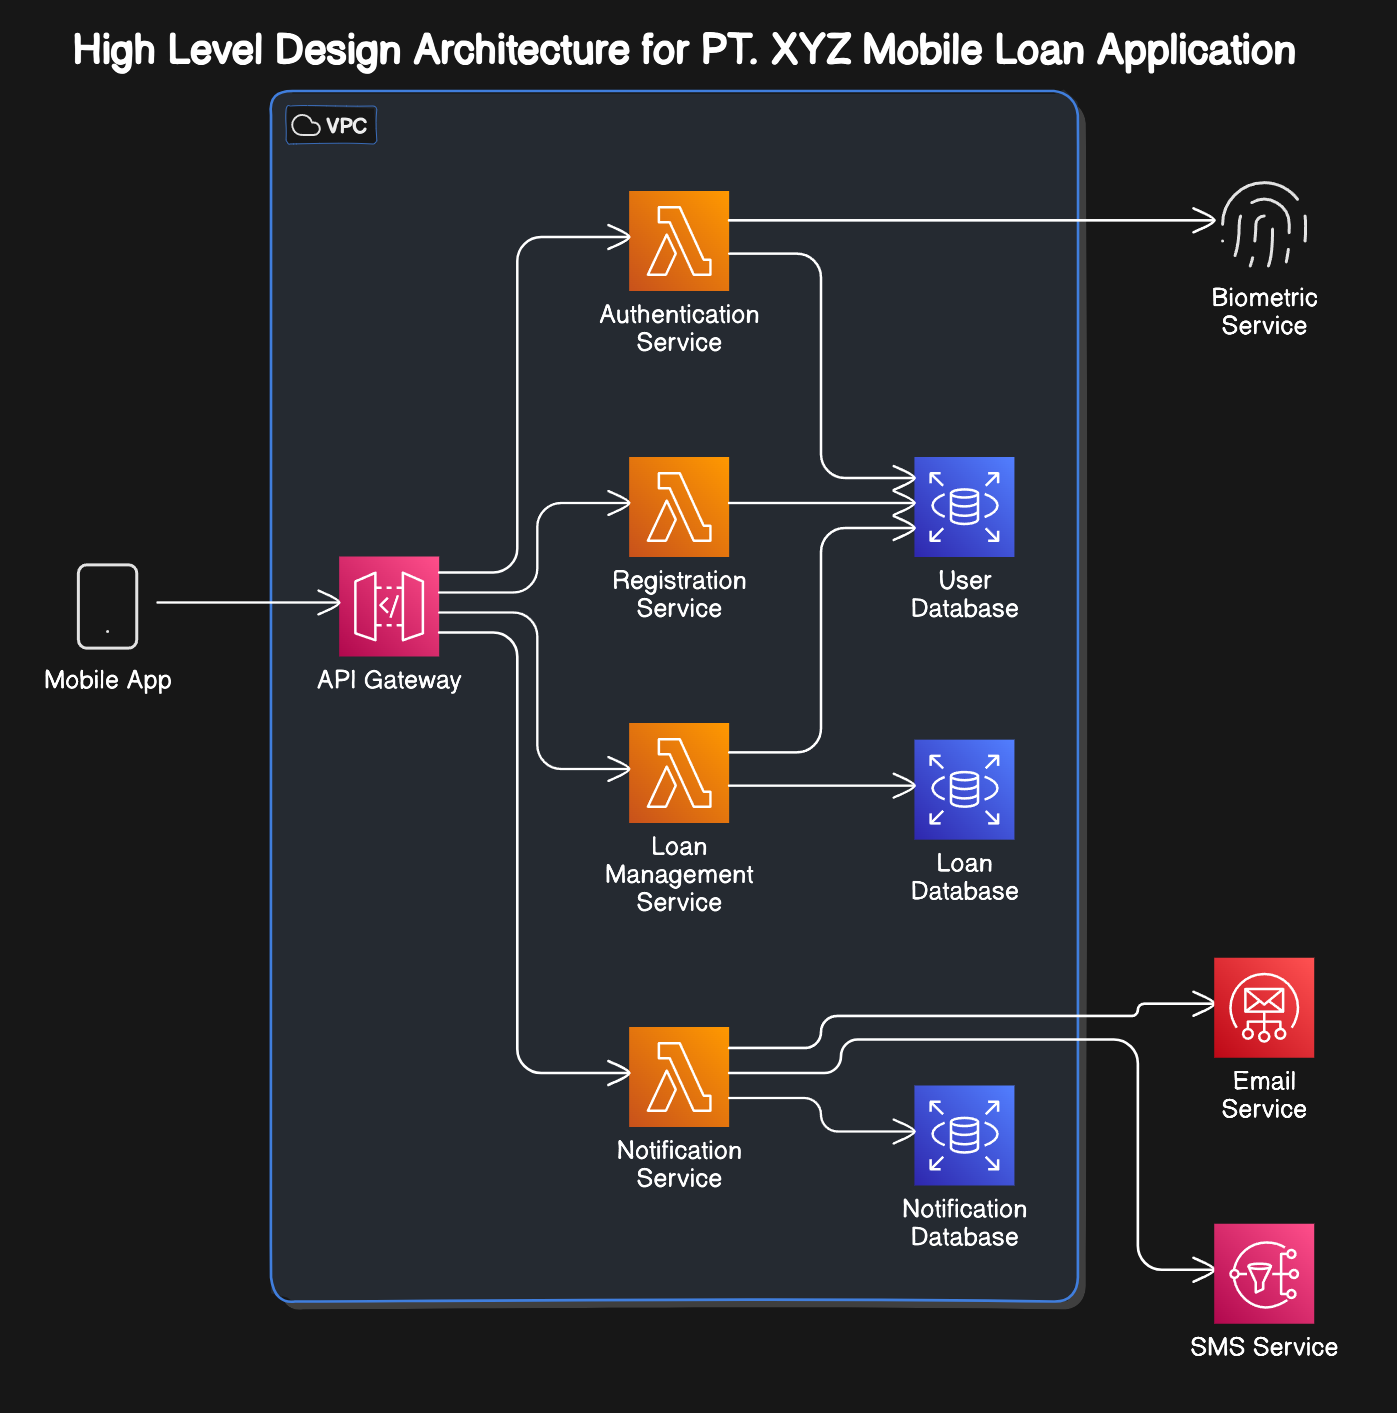 High Level Design Architecture for PT. XYZ Mobile Loan Application
VPC
Authentication
Service
Biometric
Service
Registration
Service
User
Database
Mobile App
API Gateway
</>
Loan
Management
Service
Loan
Database
Notification
Service
Email
Service
Notification
Database
SMS Service